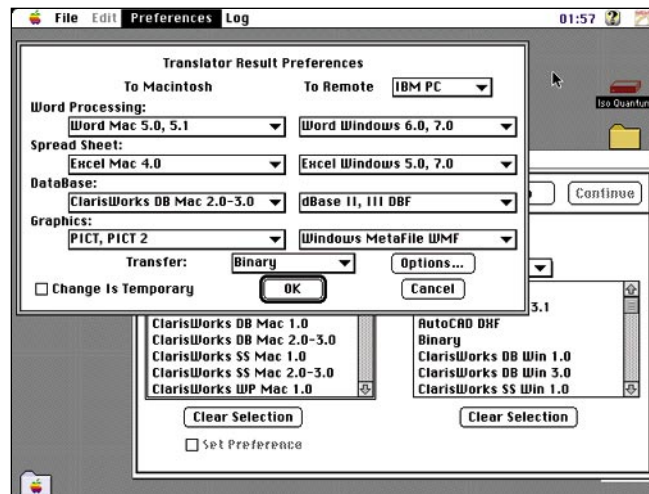 File Edit Preferences Log 01:57
Translator Result Preferences
To Macintosh To Remote IBM PC
Word Processing:
Word Mac 5.0, 5.1 Word Windows 6.0, 7.0
Spread Sheet:
Excel Mac 4.0 Excel Windows 5.0, 7.0
DataBase:
ClarisWorks DB Mac 2.0-3.0 dBase II, III DBF
Graphics:
PICT, PICT 2 Windows MetaFile WMF
Transfer: Binary Options...
Change Is Temporary OK Cancel
Iso Quantum
Continue
3.1
ClarisWorks DB Mac 1.0 AutoCAD DXF
ClarisWorks DB Mac 2.0-3.0 Binary
ClarisWorks SS Mac 1.0 ClarisWorks DB Win 1.0
ClarisWorks SS Mac 2.0-3.0 ClarisWorks DB Win 3.0
ClarisWorks WP Mac 1.0 ClarisWorks SS Win 1.0
Clear Selection Clear Selection
Set Preference